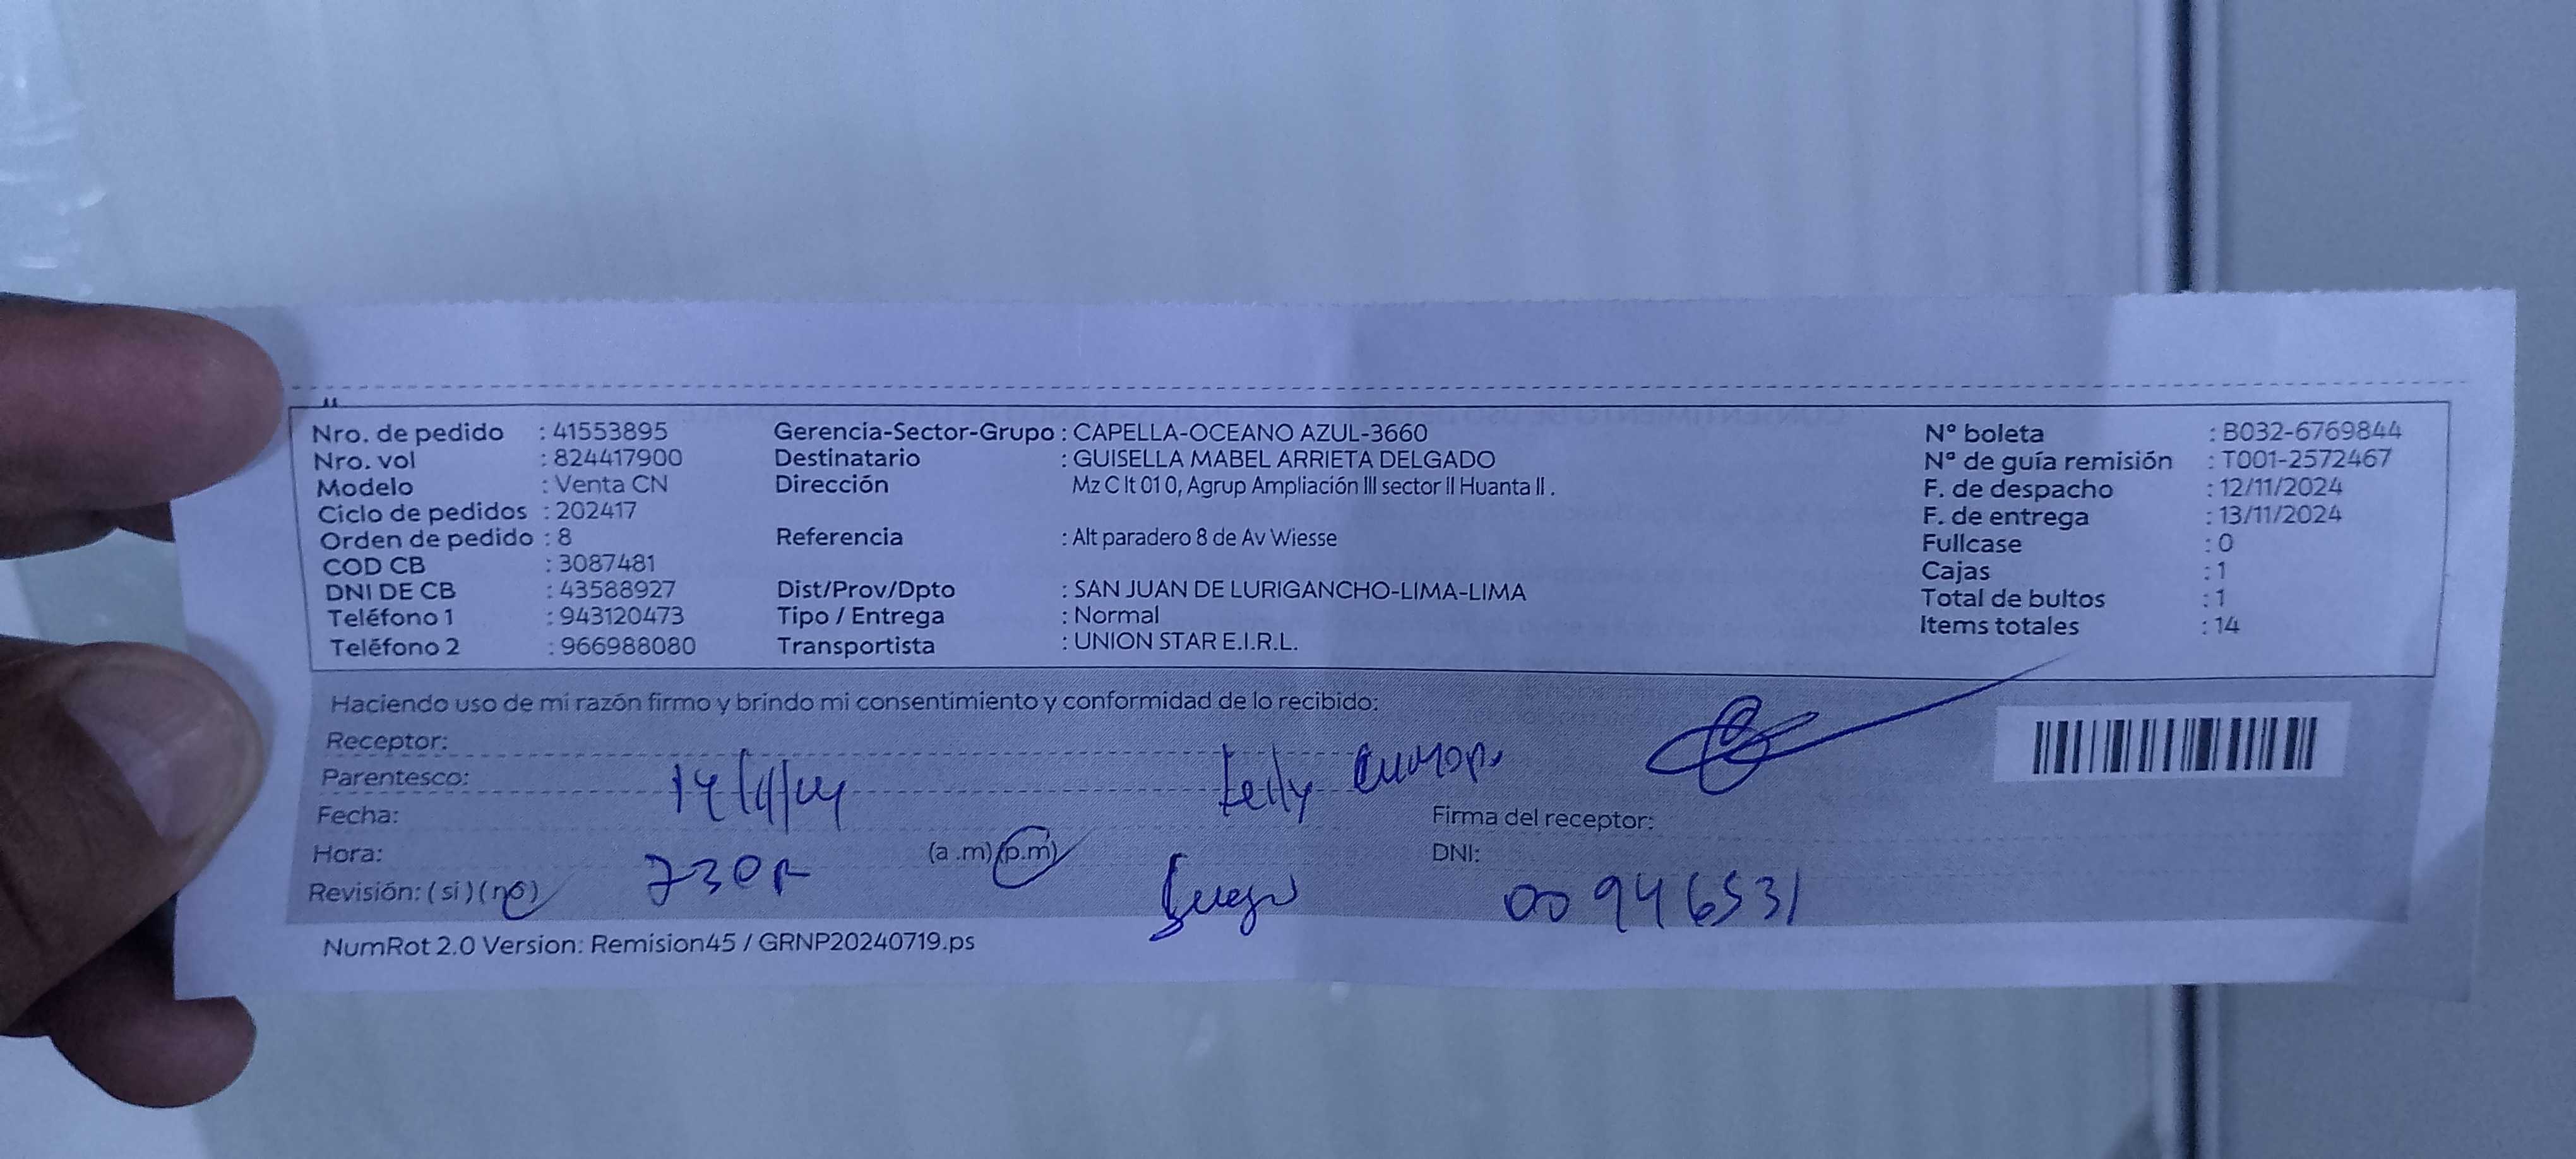 Nro. de pedido : 41553895 Gerencia-Sector-Grupo : CAPELLA-OCEANO AZUL-3660 Nº boleta : B032-6769844
Nro. vol : 824417900 Destinatario : GUISELLA MABEL ARRIETA DELGADO Nº de guía remisión : T001-2572467
Modelo : Venta CN Dirección Mz C lt 01 0, Agrup Ampliación III sector II Huanta II . F. de despacho : 12/11/2024
Ciclo de pedidos : 202417 F. de entrega : 13/11/2024
Orden de pedido : 8 Referencia : Alt paradero 8 de Av Wiesse Fullcase : 0
COD CB : 3087481 Cajas : 1
DNI DE CB : 43588927 Dist/Prov/Dpto : SAN JUAN DE LURIGANCHO-LIMA-LIMA Total de bultos : 1
Teléfono 1 : 943120473 Tipo / Entrega : Normal Items totales : 14
Teléfono 2 : 966988080 Transportista : UNION STAR E.I.R.L.
Haciendo uso de mi razón firmo y brindo mi consentimiento y conformidad de lo recibido:
Receptor:
Parentesco:
Fecha: Firma del receptor:
Hora: (a .m) (p.m) DNI:
Revisión: ( si ) ( no ) 730 00946531
NumRot 2.0 Version: Remision45 / GRNP20240719.ps